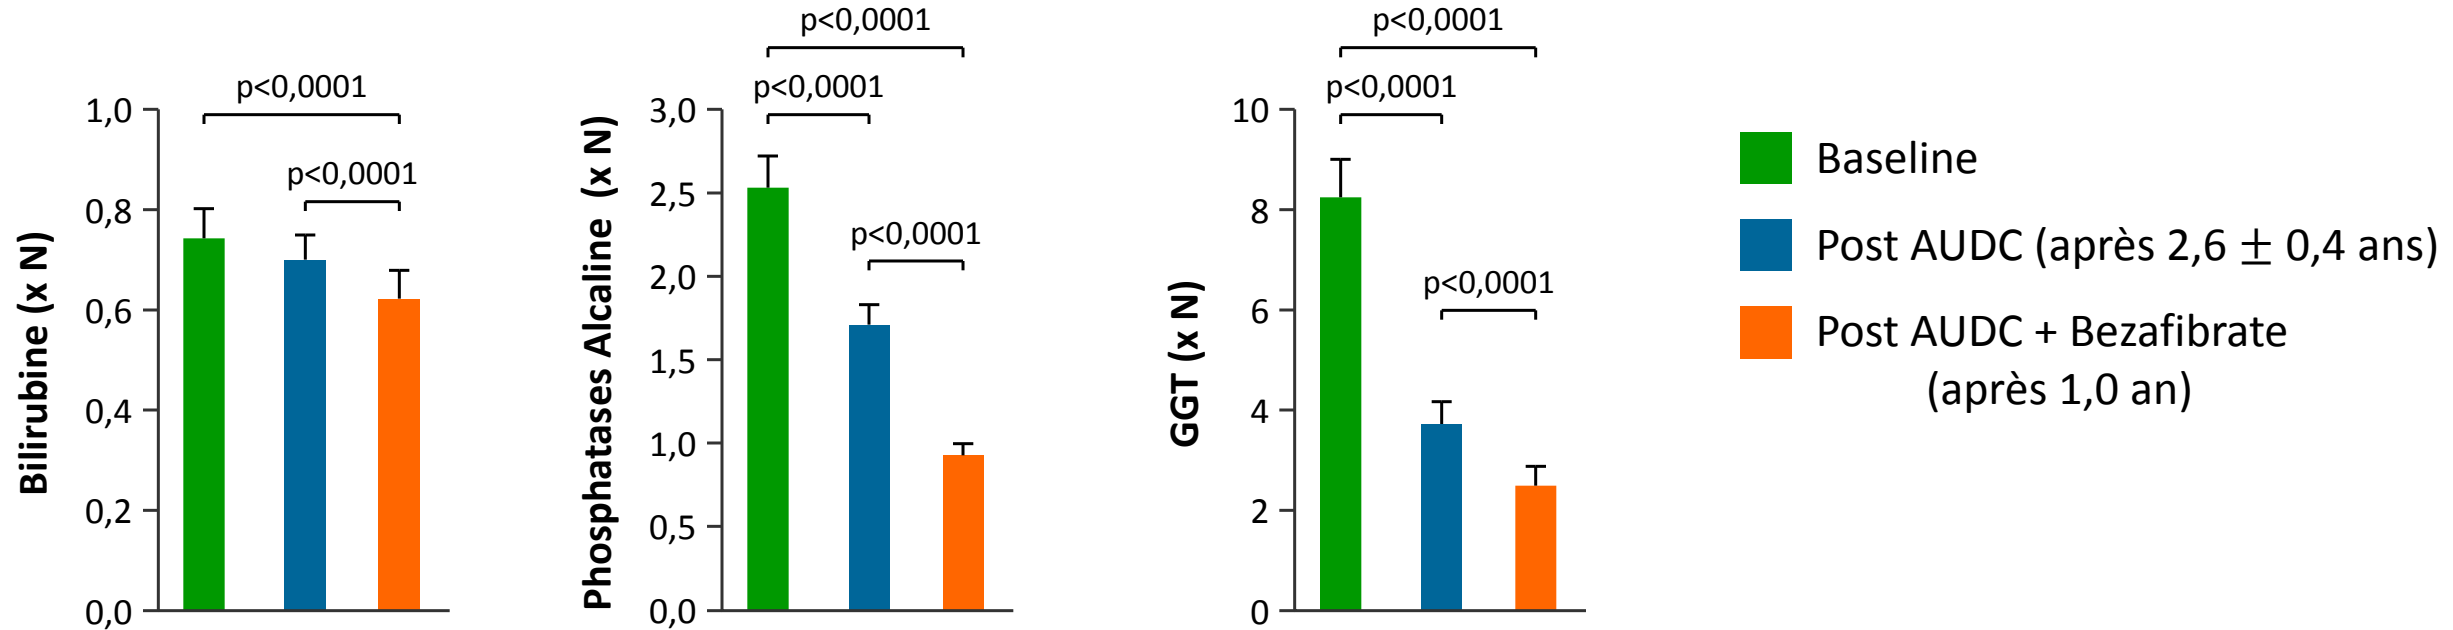 p<0,0001
p<0,0001
1,0
0,8
0,6
0,4
0,2
0,0
Bilirubine (x N)
p<0,0001
p<0,0001
p<0,0001
3,0
2,5
2,0
1,5
1,0
0,5
0,0
Phosphatases Alcaline (x N)
p<0,0001
p<0,0001
p<0,0001
10
8
6
4
2
0
GGT (x N)
Baseline
Post AUDC (après 2,6 ± 0,4 ans)
Post AUDC + Bezafibrate
(après 1,0 an)